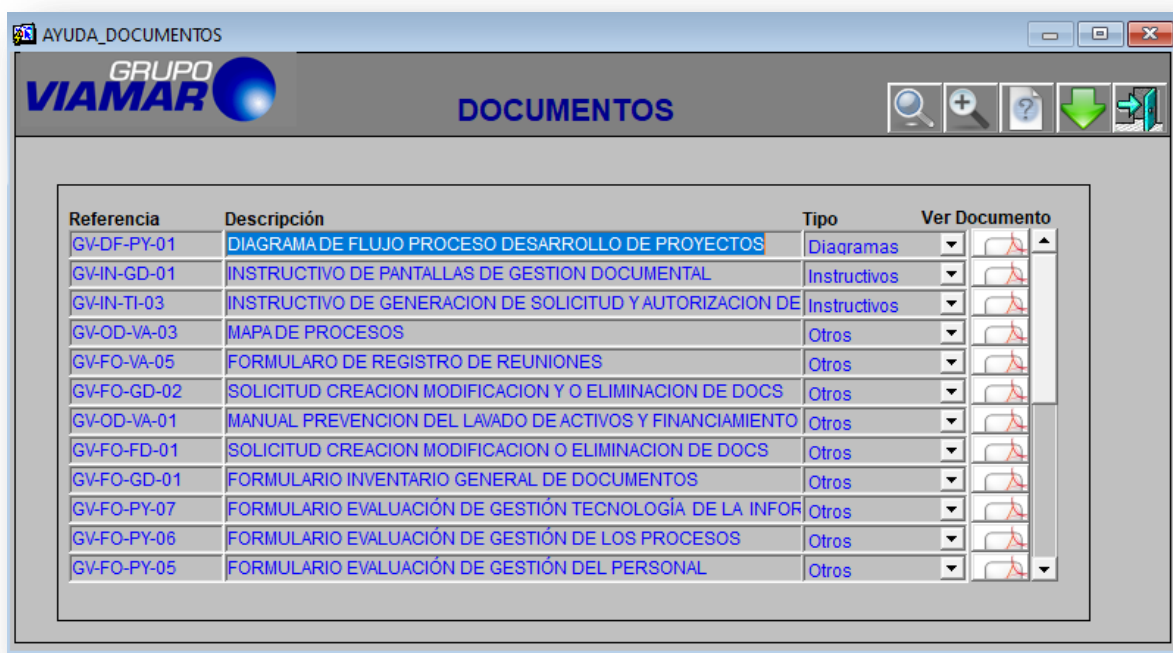 AYUDA_DOCUMENTOS
GRUPO
VIAMAR
DOCUMENTOS
Referencia Descripción Tipo Ver Documento
GV-DF-PY-01 DIAGRAMA DE FLUJO PROCESO DESARROLLO DE PROYECTOS Diagramas
GV-IN-GD-01 INSTRUCTIVO DE PANTALLAS DE GESTION DOCUMENTAL Instructivos
GV-IN-TI-03 INSTRUCTIVO DE GENERACION DE SOLICITUD Y AUTORIZACION DE Instructivos
GV-OD-VA-03 MAPA DE PROCESOS Otros
GV-FO-VA-05 FORMULARO DE REGISTRO DE REUNIONES Otros
GV-FO-GD-02 SOLICITUD CREACION MODIFICACION Y O ELIMINACION DE DOCS Otros
GV-OD-VA-01 MANUAL PREVENCION DEL LAVADO DE ACTIVOS Y FINANCIAMIENTO Otros
GV-FO-FD-01 SOLICITUD CREACION MODIFICACION O ELIMINACION DE DOCS Otros
GV-FO-GD-01 FORMULARIO INVENTARIO GENERAL DE DOCUMENTOS Otros
GV-FO-PY-07 FORMULARIO EVALUACIÓN DE GESTIÓN TECNOLOGÍA DE LA INFOR Otros
GV-FO-PY-06 FORMULARIO EVALUACIÓN DE GESTIÓN DE LOS PROCESOS Otros
GV-FO-PY-05 FORMULARIO EVALUACIÓN DE GESTIÓN DEL PERSONAL Otros